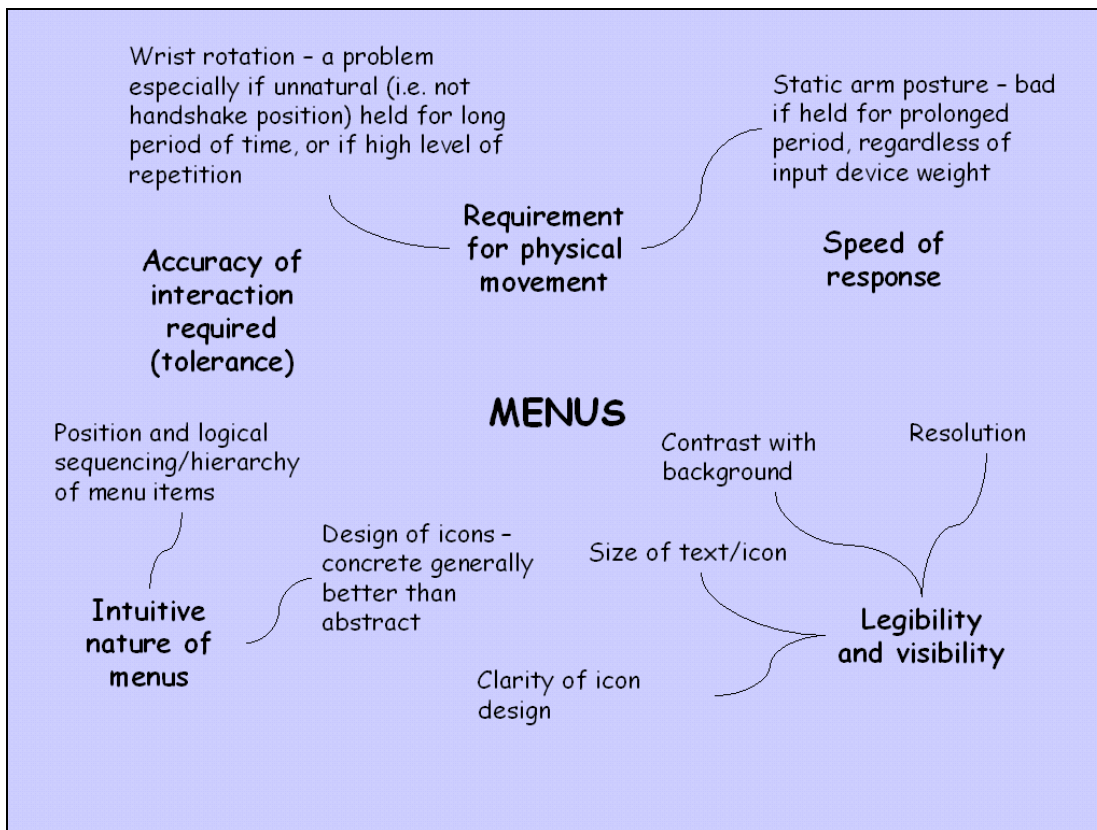 Wrist rotation – a problem
especially if unnatural (i.e. not
handshake position) held for long
period of time, or if high level of
repetition
Static arm posture – bad
if held for prolonged
period, regardless of
input device weight
Requirement
for physical
movement
Accuracy of
interaction
required
(tolerance)
Speed of
response
MENUS
Position and logical
sequencing/hierarchy
of menu items
Contrast with
background
Resolution
Design of icons –
concrete generally
better than
abstract
Size of text/icon
Intuitive
nature of
menus
Legibility
and visibility
Clarity of icon
design